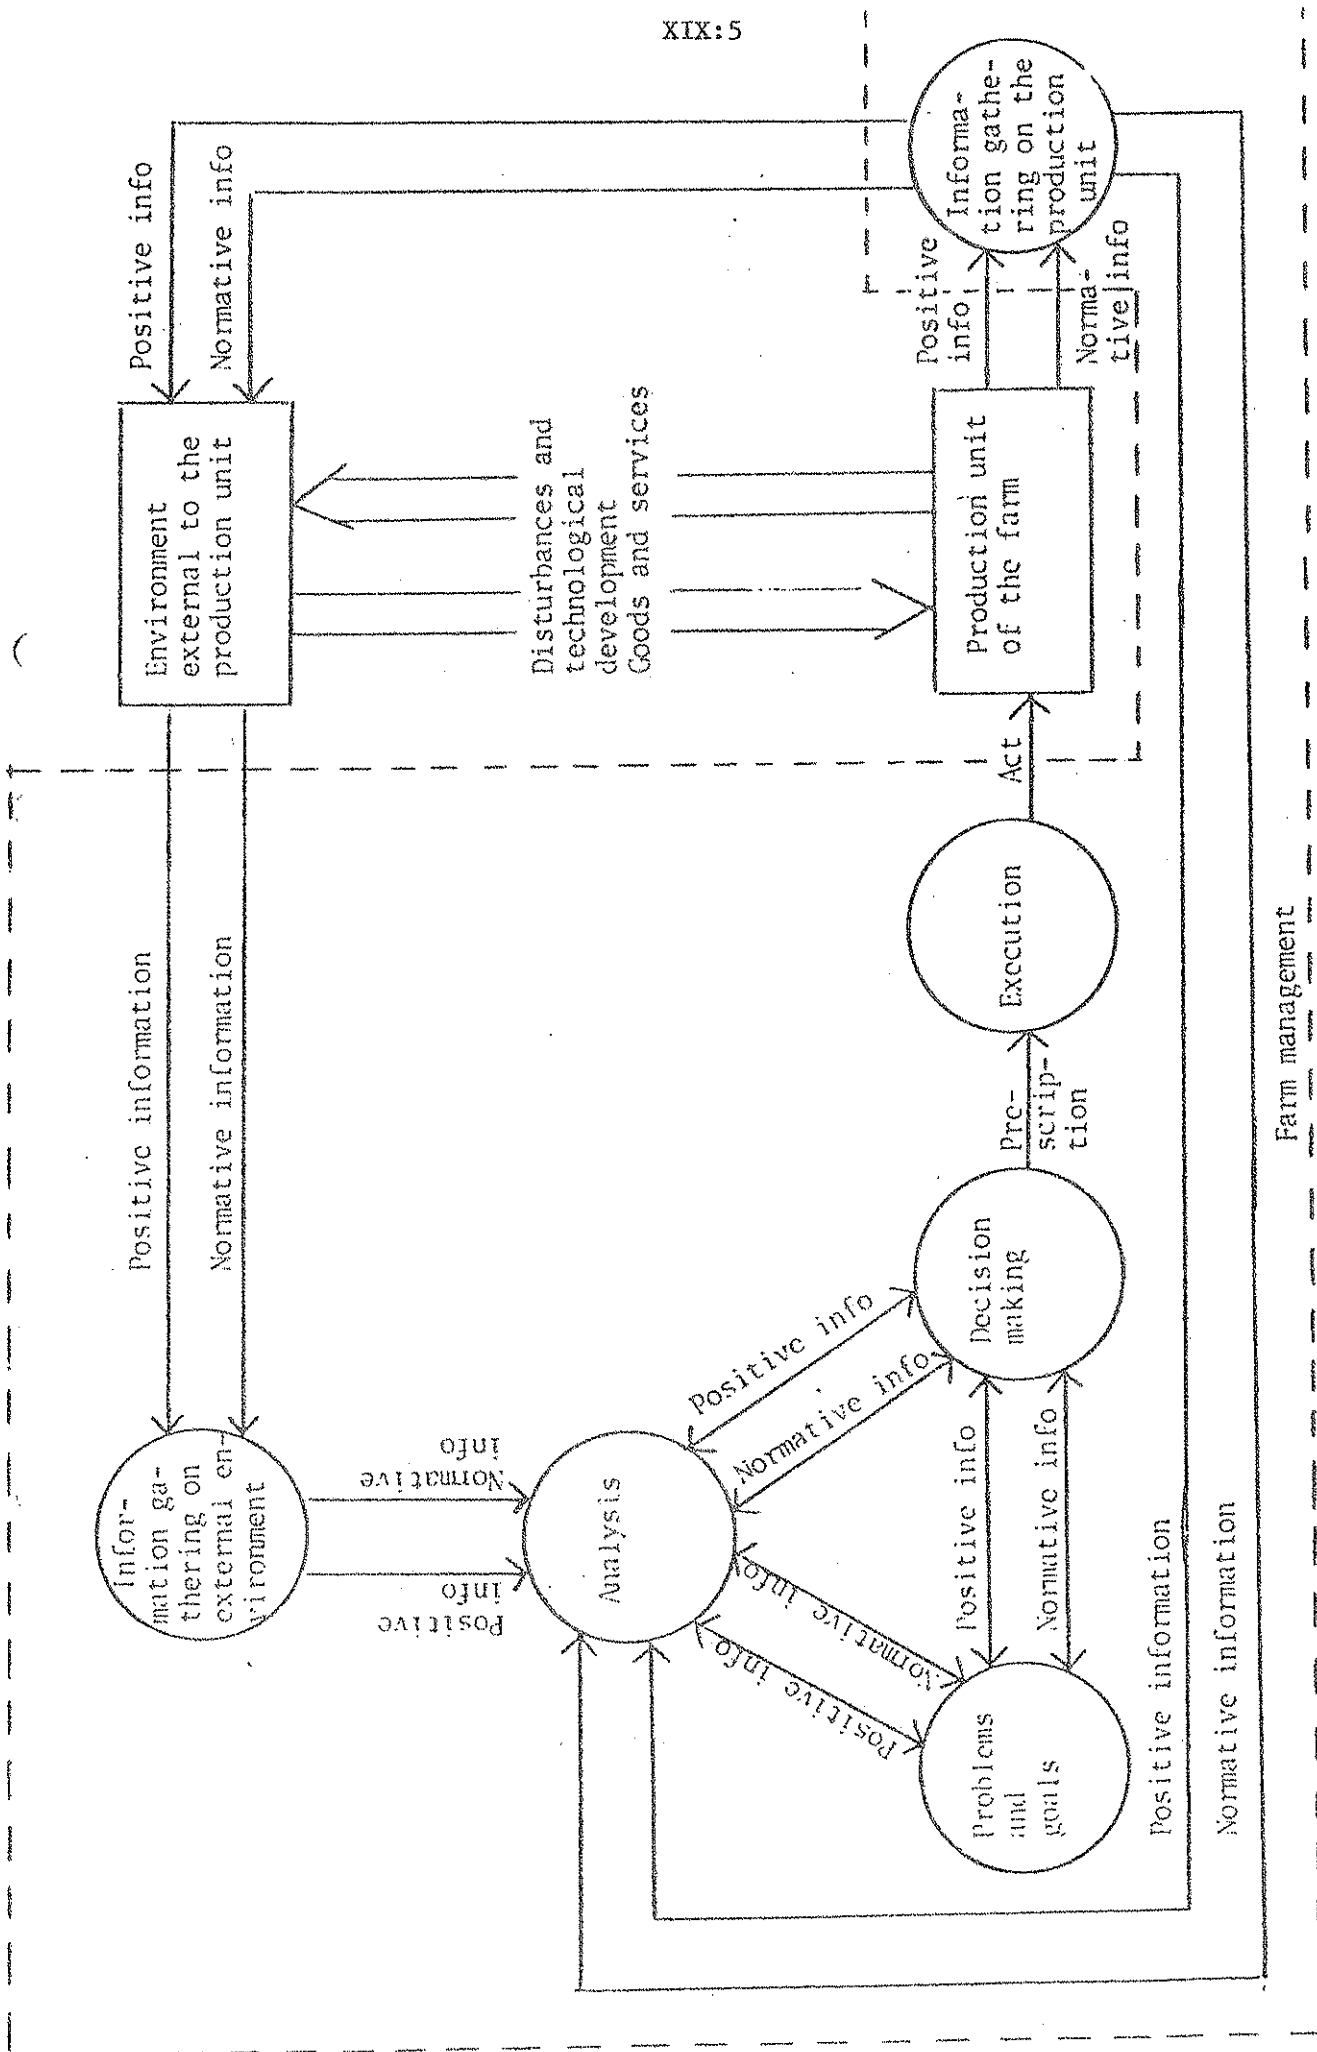 XIX:5
Positive info
Normative info
Informa-
tion gathe-
ring on the
production
unit
Positive
info
Norma-
tive info
Environment
external to the
production unit
Disturbances and
technological
development
Goods and services
Production unit
of the farm
Act
Positive information
Normative information
Execution
Pre-
scrip-
tion
Infor-
mation ga-
thering on
external en-
vironment
Normative
info
Positive
info
Analysis
Positive info
Normative info
Decision
making
Normative info
Positive info
Positive info
Normative info
Problems
and
goals
Positive information
Normative information
Farm management